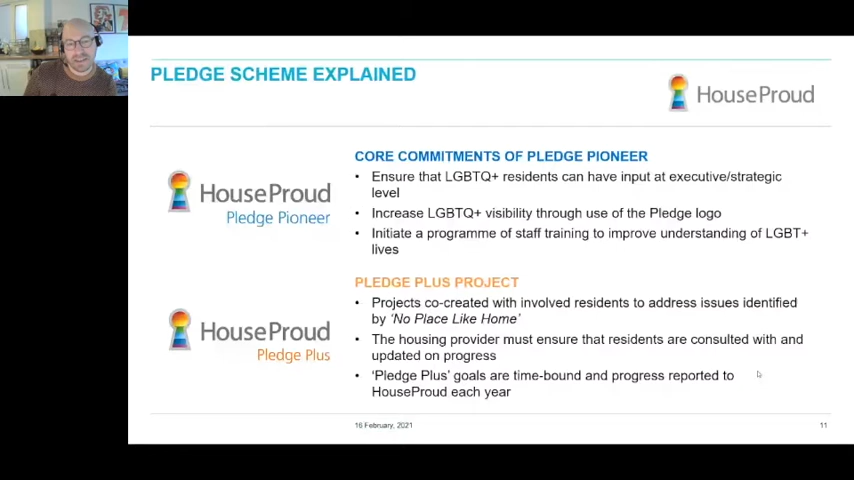 PLEDGE SCHEME EXPLAINED
HouseProud
CORE COMMITMENTS OF PLEDGE PIONEER
• Ensure that LGBTQ+ residents can have input at executive/strategic
level
• Increase LGBTQ+ visibility through use of the Pledge logo
• Initiate a programme of staff training to improve understanding of LGBT+
lives
HouseProud
Pledge Pioneer
PLEDGE PLUS PROJECT
• Projects co-created with involved residents to address issues identified
by ‘No Place Like Home’
• The housing provider must ensure that residents are consulted with and
updated on progress
• ‘Pledge Plus’ goals are time-bound and progress reported to
HouseProud each year
HouseProud
Pledge Plus
16 February, 2021
11